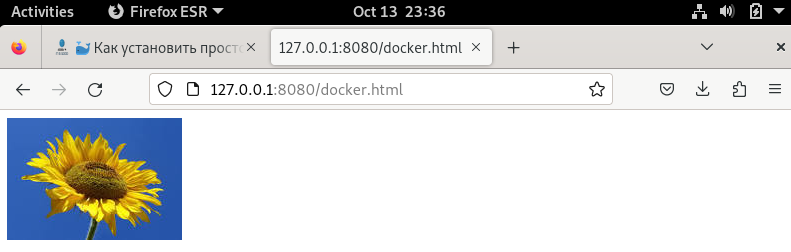 Activities Firefox ESR Oct 13 23:36
Как установить просто 127.0.0.1:8080/docker.html
127.0.0.1:8080/docker.html